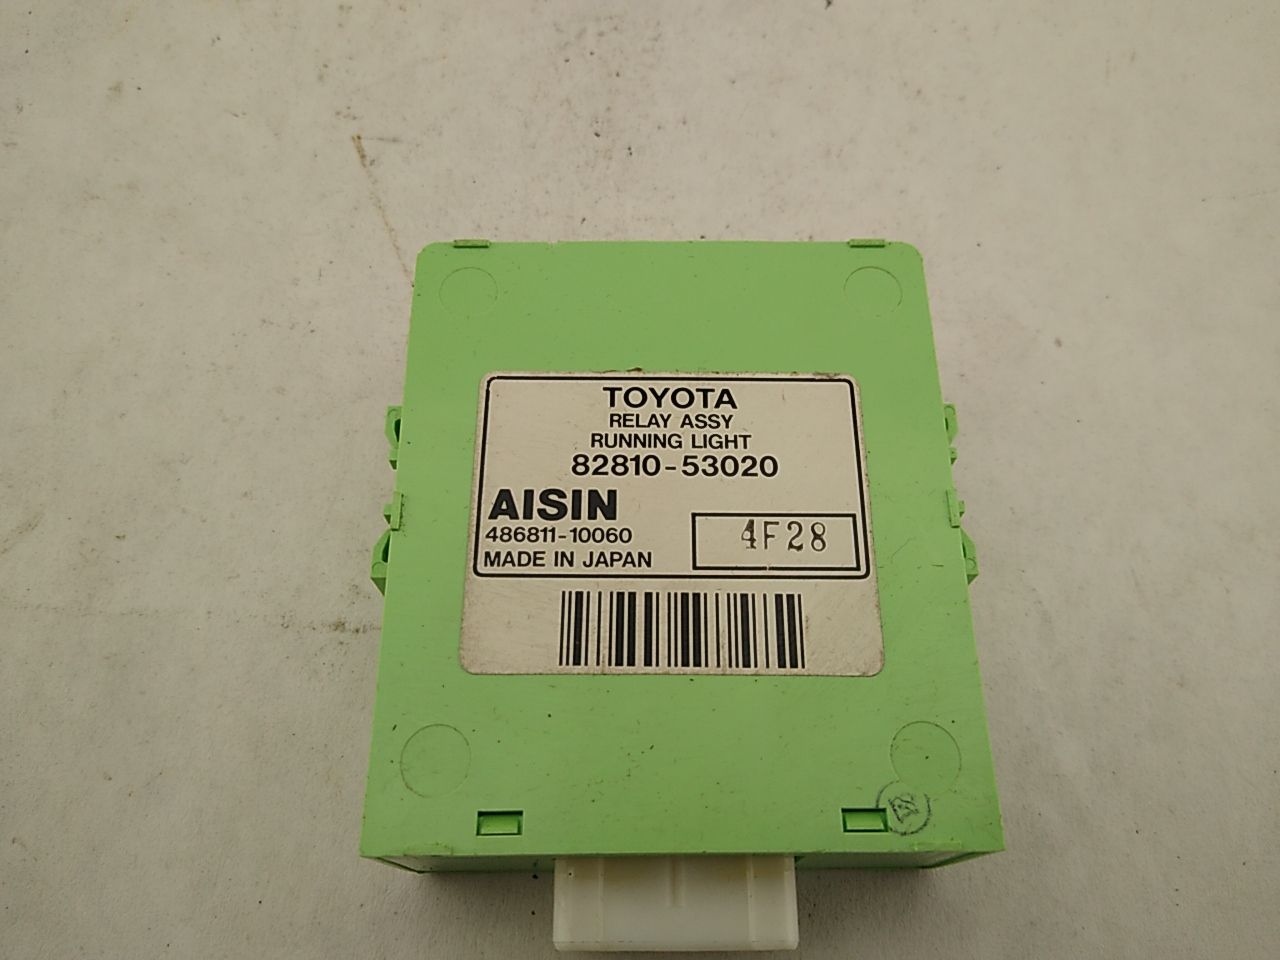 TOYOTA
RELAY ASSY
RUNNING LIGHT
82810-53020
AISIN
486811-10060
4F28
MADE IN JAPAN